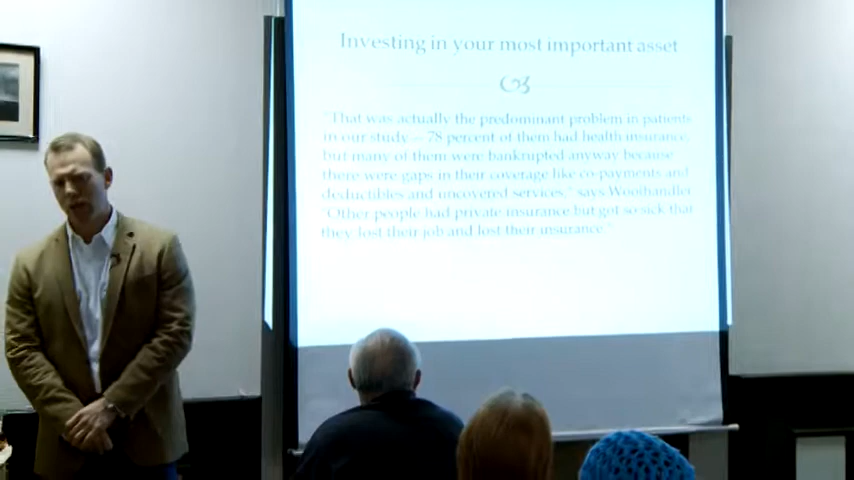 Investing in your most important asset
"That was actually the predominant problem in patients
in our study — 78 percent of them had health insurance,
but many of them were bankrupted anyway because
there were gaps in their coverage like co-payments and
deductibles and uncovered services," says Woolhandler.
"Other people had private insurance but got so sick that
they lost their job and lost their insurance."